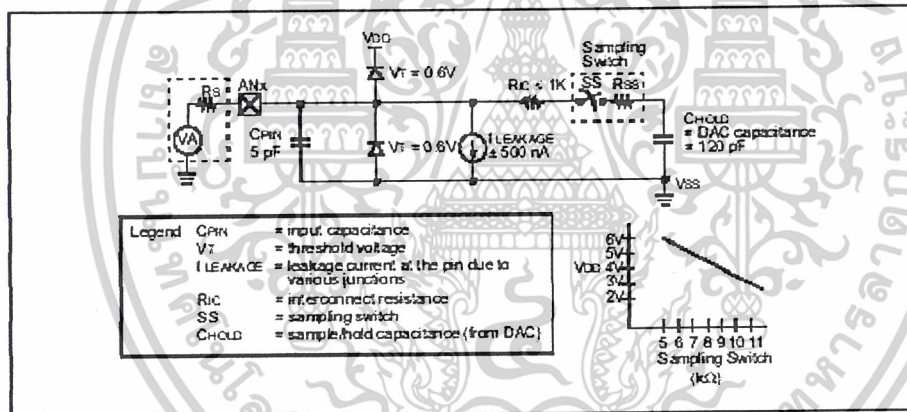 VDD
Sampling
Switch
VT = 0.6V
RS
ANx
RIC ≤ 1K
SS
RSS
VA
CPIN
5 pF
VT = 0.6V
I LEAKAGE
± 500 nA
CHOLD
= DAC capacitance
= 120 pF
VSS
Legend CPIN = input capacitance
VT = threshold voltage
I LEAKAGE = leakage current at the pin due to
various junctions
RIC = interconnect resistance
SS = sampling switch
CHOLD = sample/hold capacitance (from DAC)
6V
5V
VDD 4V
3V
2V
5 6 7 8 9 10 11
Sampling Switch
(kΩ)